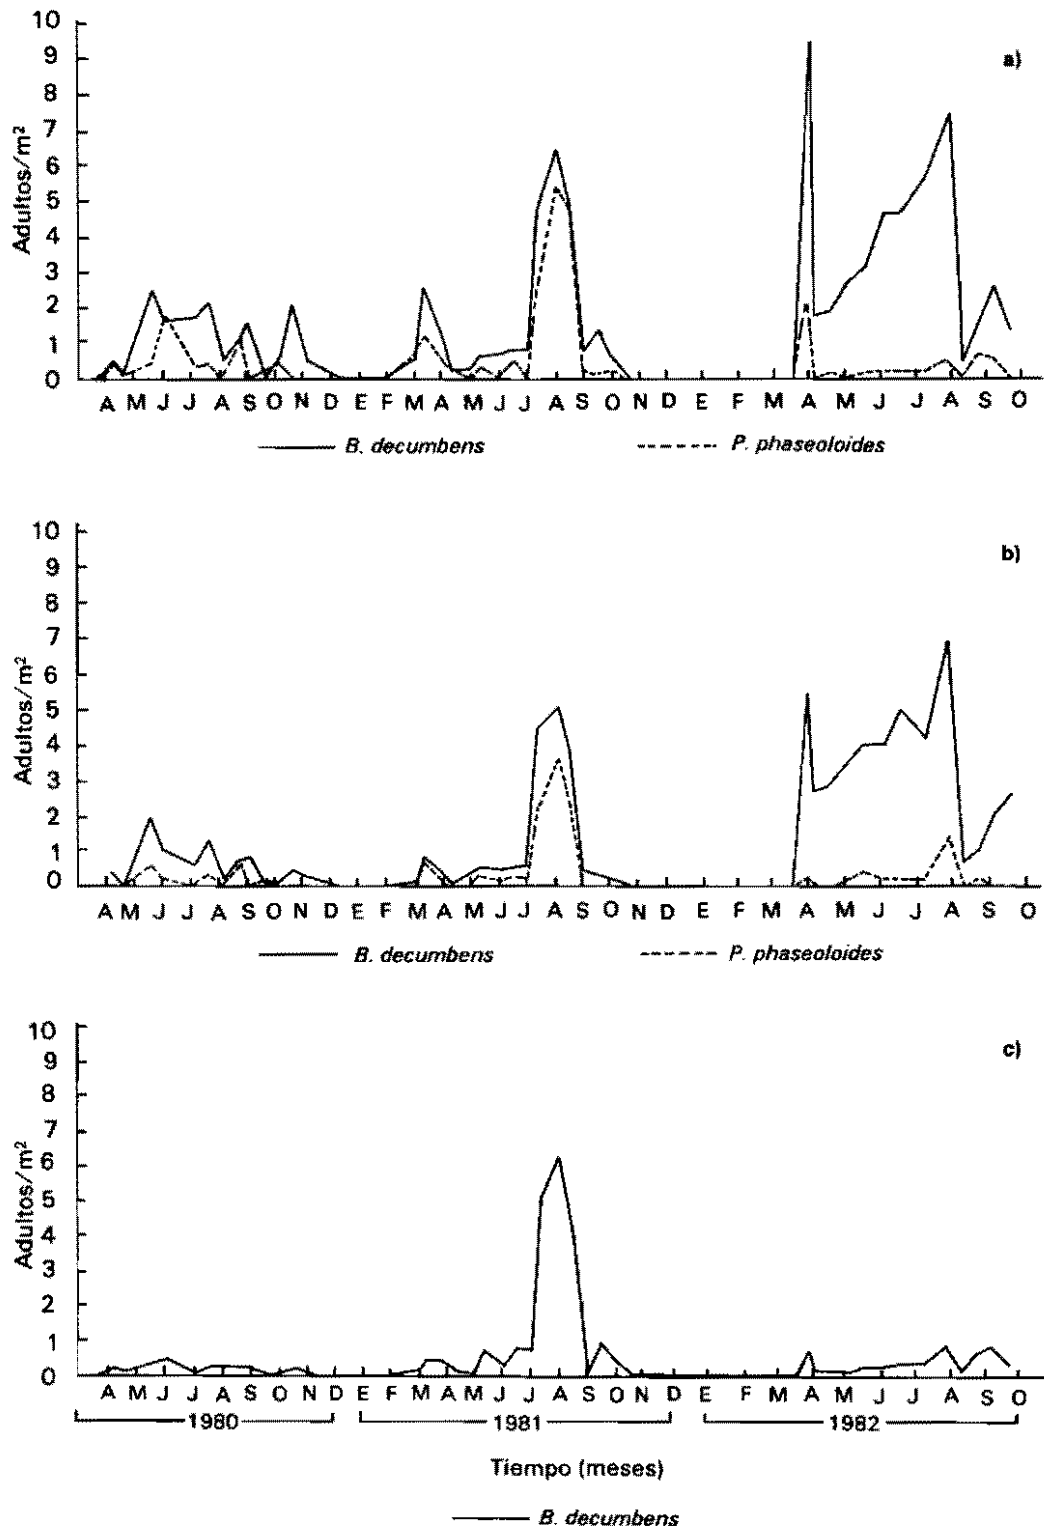 a)
Adultos/m²
10
9
8
7
6
5
4
3
2
1
0
A M J J A S O N D E F M A M J J A S O N D E F M A M J J A S O
B. decumbens P. phaseoloides
b)
Adultos/m²
10
9
8
7
6
5
4
3
2
1
0
A M J J A S O N D E F M A M J J A S O N D E F M A M J J A S O
B. decumbens P. phaseoloides
c)
Adultos/m²
10
9
8
7
6
5
4
3
2
1
0
A M J J A S O N D E F M A M J J A S O N D E F M A M J J A S O
1980 1981 1982
Tiempo (meses)
B. decumbens